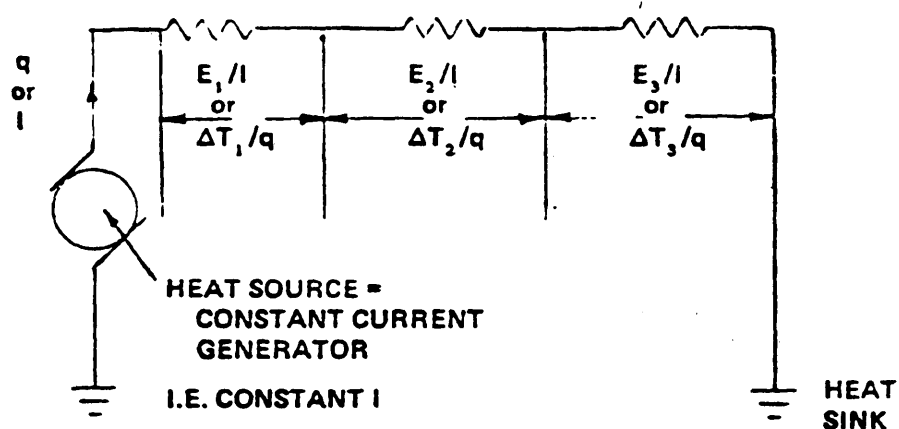 q
or
I
E₁/I
or
ΔT₁/q
E₂/I
or
ΔT₂/q
E₃/I
or
ΔT₃/q
HEAT SOURCE =
CONSTANT CURRENT
GENERATOR
I.E. CONSTANT I
HEAT
SINK